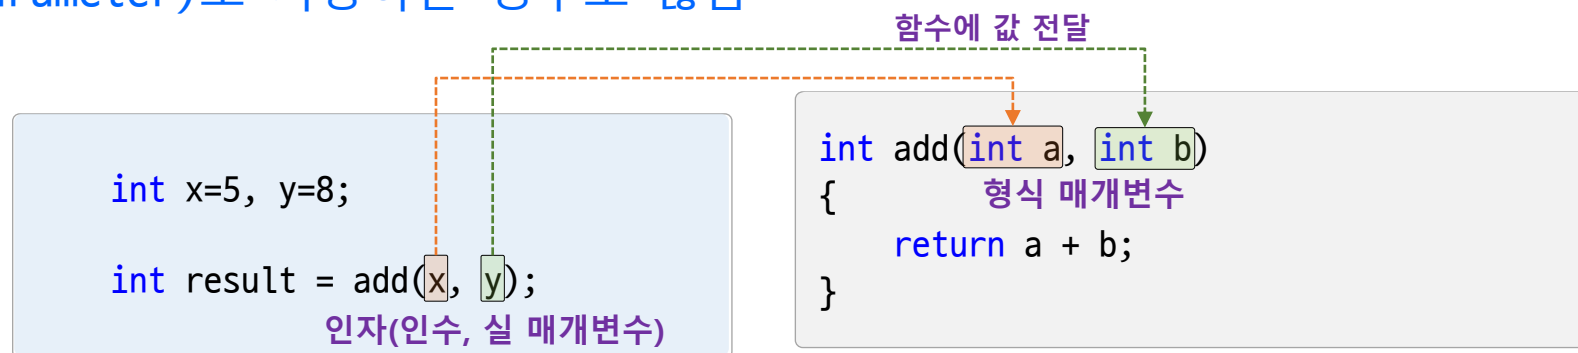 함수에 값 전달
int x=5, y=8;
int result = add(x, y);
인자(인수, 실 매개변수)
int add(int a, int b)
{
형식 매개변수
return a + b;
}